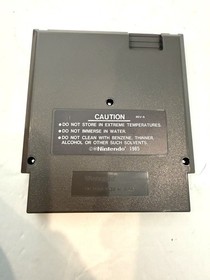 CAUTION
• DO NOT STORE IN EXTREME TEMPERATURES.
• DO NOT IMMERSE IN WATER.
• DO NOT CLEAN WITH BENZENE, THINNER,
ALCOHOL OR OTHER SUCH SOLVENTS.
©Nintendo 1985